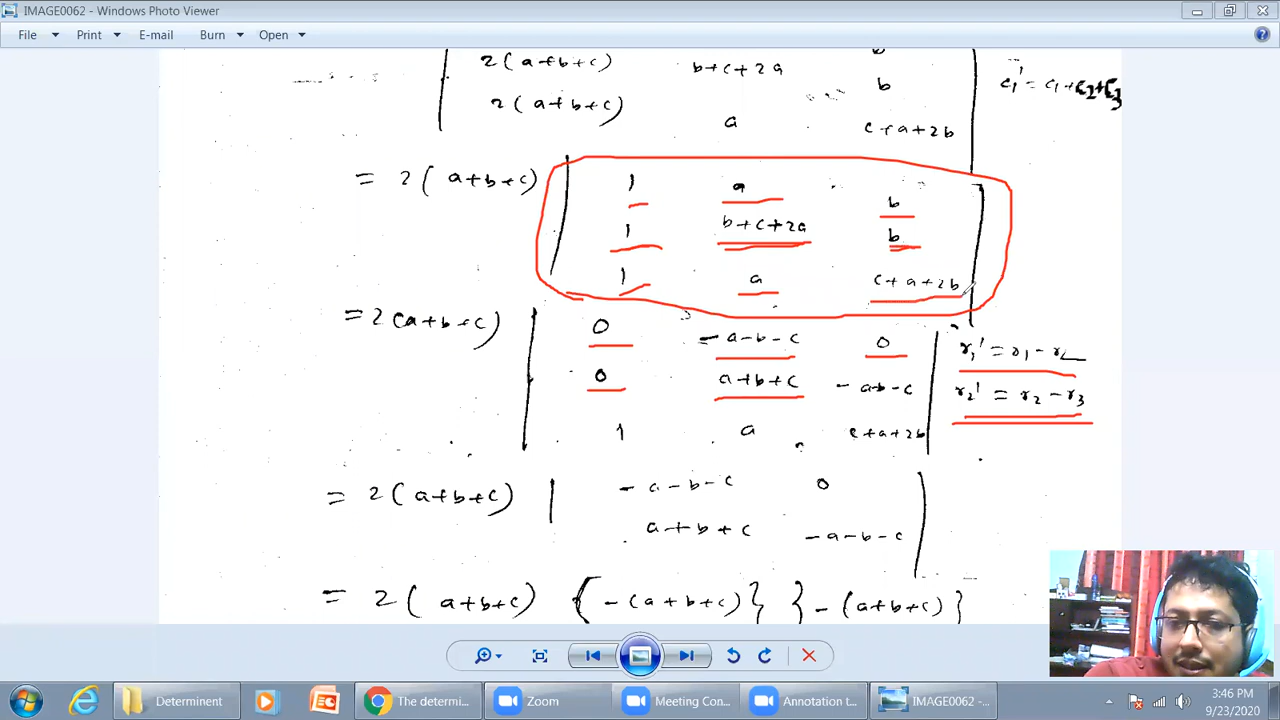 IMAGE0062 - Windows Photo Viewer
File Print E-mail Burn Open
2(a+b+c) b+c+2a b
2(a+b+c) a c+a+2b
c1' = c1+c2+c3
= 2(a+b+c) | 1 a b |
1 b+c+2a b
1 a c+a+2b
= 2(a+b+c) | 0 -a-b-c 0 | r1' = r1-r2
0 a+b+c -a-b-c r2' = r2-r3
1 a c+a+2b
= 2(a+b+c) | -a-b-c 0 |
a+b+c -a-b-c
= 2(a+b+c) {-(a+b+c)} {-(a+b+c)}
Determinent The determi... Zoom Meeting Con... Annotation t... IMAGE0062 -...
3:46 PM
9/23/2020